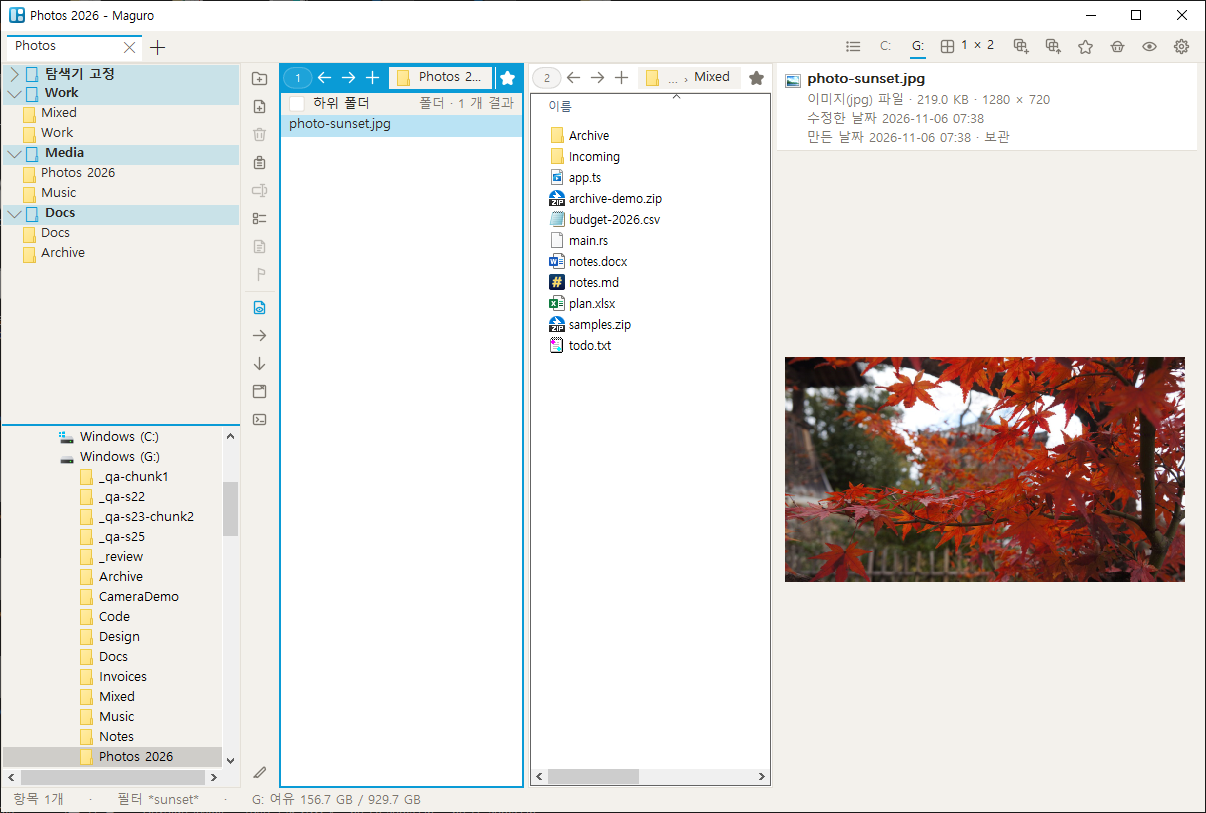 Photos 2026 - Maguro
Photos
C:
G:
1 × 2
탐색기 고정
Work
Mixed
Work
Media
Photos 2026
Music
Docs
Docs
Archive
Windows (C:)
Windows (G:)
_qa-chunk1
_qa-s22
_qa-s23-chunk2
_qa-s25
_review
Archive
CameraDemo
Code
Design
Docs
Invoices
Mixed
Music
Notes
Photos 2026
1
Photos 2...
하위 폴더
폴더 · 1 개 결과
photo-sunset.jpg
2
... › Mixed
이름
Archive
Incoming
app.ts
archive-demo.zip
budget-2026.csv
main.rs
notes.docx
notes.md
plan.xlsx
samples.zip
todo.txt
photo-sunset.jpg
이미지(jpg) 파일 · 219.0 KB · 1280 × 720
수정한 날짜 2026-11-06 07:38
만든 날짜 2026-11-06 07:38 · 보관
항목 1개 · 필터 *sunset* · G: 여유 156.7 GB / 929.7 GB